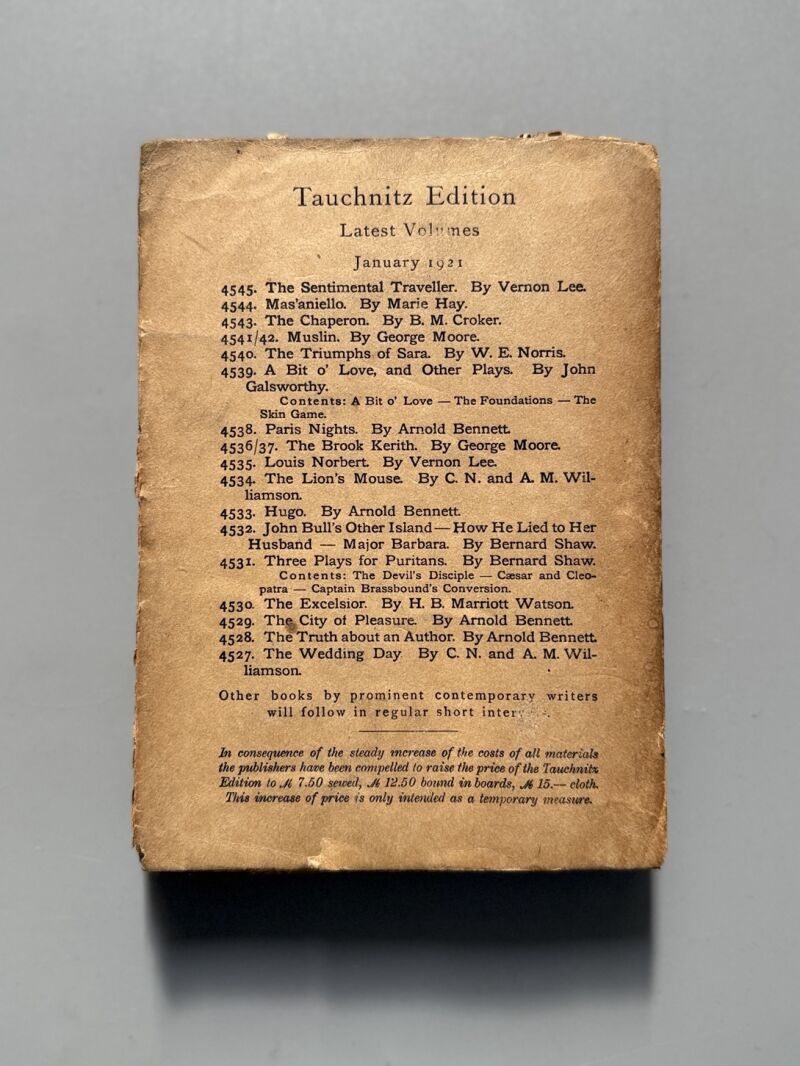 Tauchnitz Edition
Latest Volumes
January 1921
4545. The Sentimental Traveller. By Vernon Lee.
4544. Mas'aniello. By Marie Hay.
4543. The Chaperon. By B. M. Croker.
4541/42. Muslin. By George Moore.
4540. The Triumphs of Sara. By W. E. Norris.
4539. A Bit o' Love, and Other Plays. By John
Galsworthy.
Contents: A Bit o' Love — The Foundations — The
Skin Game.
4538. Paris Nights. By Arnold Bennett.
4536/37. The Brook Kerith. By George Moore.
4535. Louis Norbert. By Vernon Lee.
4534. The Lion's Mouse. By C. N. and A. M. Wil-
liamson.
4533. Hugo. By Arnold Bennett.
4532. John Bull's Other Island — How He Lied to Her
Husband — Major Barbara. By Bernard Shaw.
4531. Three Plays for Puritans. By Bernard Shaw.
Contents: The Devil's Disciple — Cæsar and Cleo-
patra — Captain Brassbound's Conversion.
4530. The Excelsior. By H. B. Marriott Watson.
4529. The City of Pleasure. By Arnold Bennett.
4528. The Truth about an Author. By Arnold Bennett.
4527. The Wedding Day. By C. N. and A. M. Wil-
liamson.
Other books by prominent contemporary writers
will follow in regular short
In consequence of the steady increase of the costs of all materials
the publishers have been compelled to raise the price of the Tauchnitz
Edition to ℳ 7.50 sewed, ℳ 12.50 bound in boards, ℳ 15.— cloth.
This increase of price is only intended as a temporary measure.